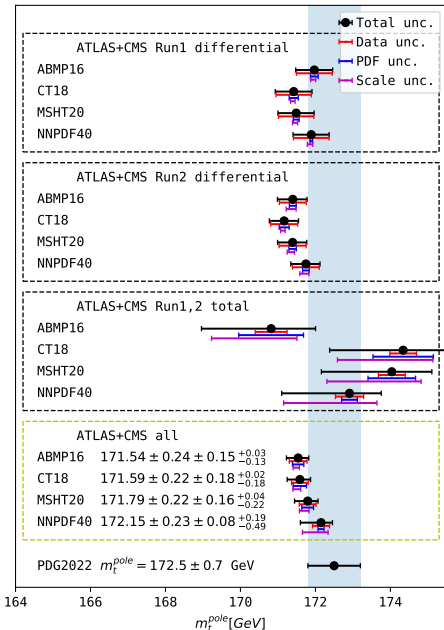 Total unc.
Data unc.
PDF unc.
Scale unc.
ATLAS+CMS Run1 differential
ABMP16
CT18
MSHT20
NNPDF40
ATLAS+CMS Run2 differential
ABMP16
CT18
MSHT20
NNPDF40
ATLAS+CMS Run1,2 total
ABMP16
CT18
MSHT20
NNPDF40
ATLAS+CMS all
ABMP16 171.54 ± 0.24 ± 0.15 +0.03 −0.13
CT18 171.59 ± 0.22 ± 0.18 +0.02 −0.18
MSHT20 171.79 ± 0.22 ± 0.16 +0.04 −0.22
NNPDF40 172.15 ± 0.23 ± 0.08 +0.19 −0.49
PDG2022 m_t^pole = 172.5 ± 0.7 GeV
164 166 168 170 172 174
m_t^pole [GeV]